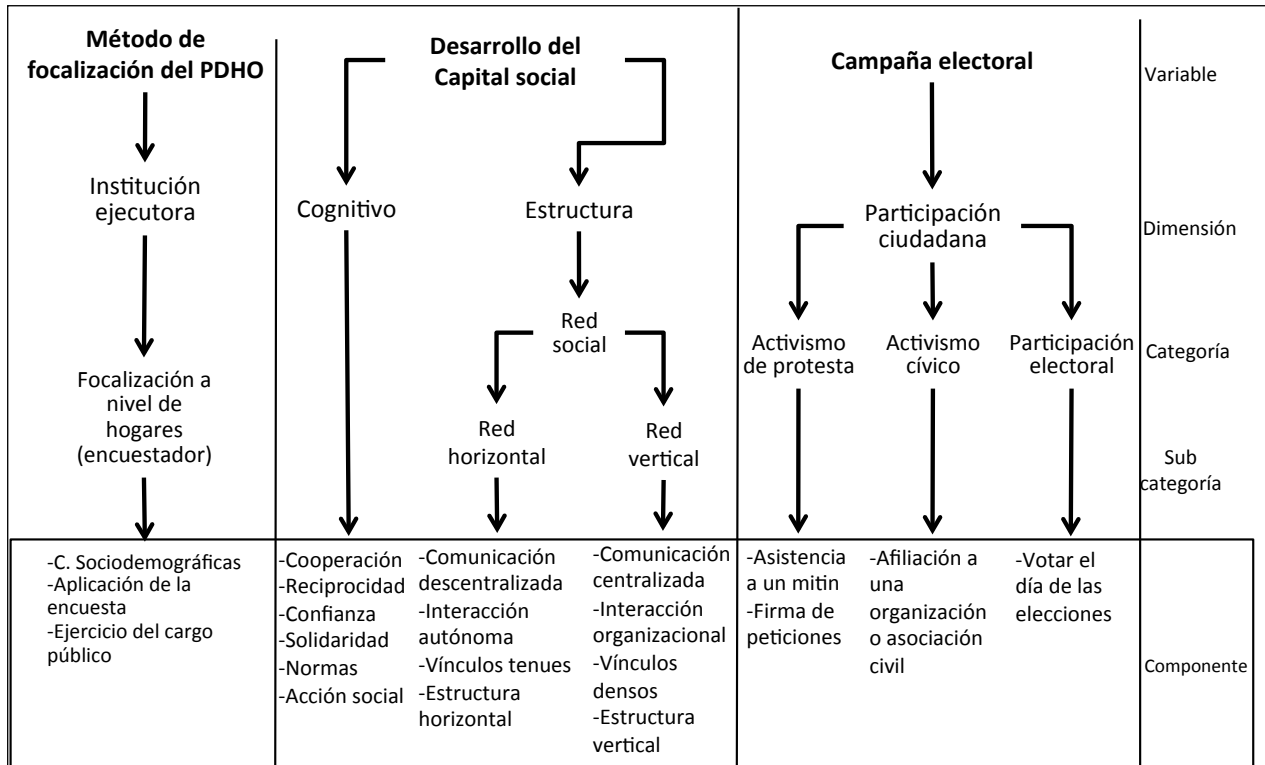 Método de
focalización del PDHO
Desarrollo del
Capital social
Campaña electoral
Variable
Institución
ejecutora
Cognitivo
Estructura
Participación
ciudadana
Dimensión
Red
social
Activismo
de protesta
Activismo
cívico
Participación
electoral
Categoría
Focalización a
nivel de
hogares
(encuestador)
Red
horizontal
Red
vertical
Sub
categoría
-C. Sociodemográficas
-Aplicación de la
encuesta
-Ejercicio del cargo
público
-Cooperación
-Reciprocidad
-Confianza
-Solidaridad
-Normas
-Acción social
-Comunicación
descentralizada
-Interacción
autónoma
-Vínculos tenues
-Estructura
horizontal
-Comunicación
centralizada
-Interacción
organizacional
-Vínculos
densos
-Estructura
vertical
-Asistencia
a un mitin
-Firma de
peticiones
-Afiliación a
una
organización
o asociación
civil
-Votar el
día de las
elecciones
Componente